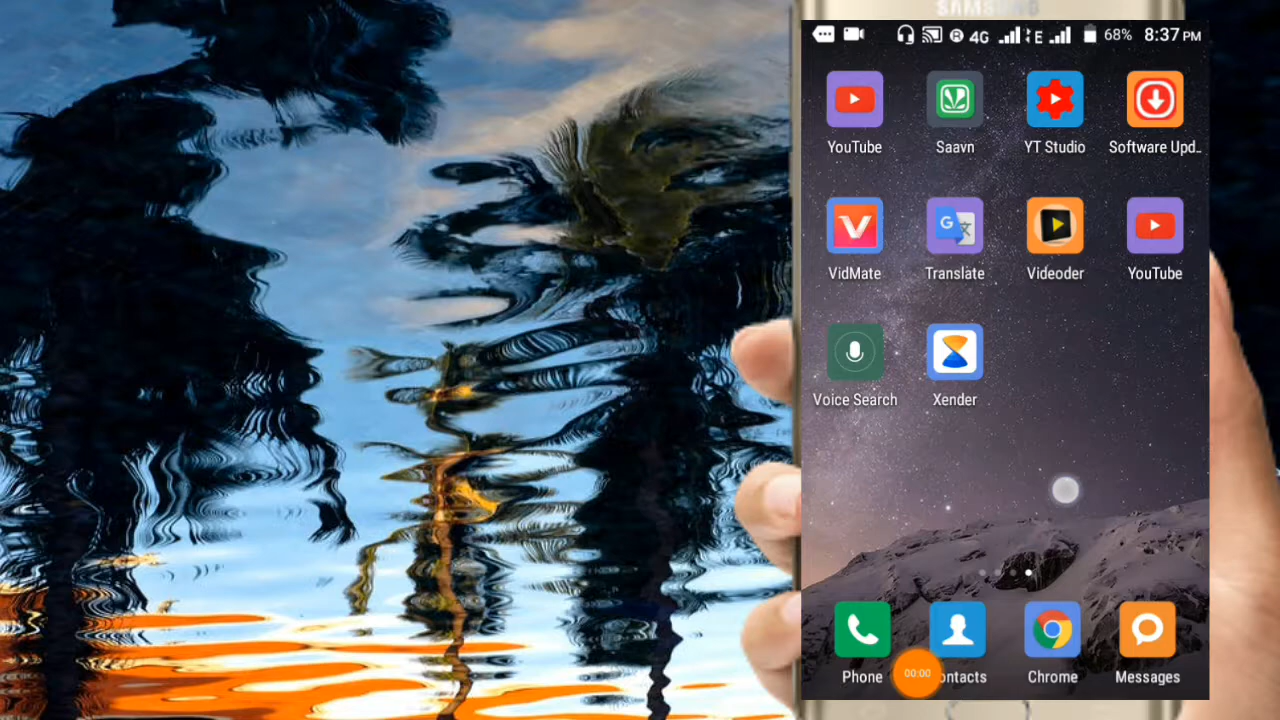 SAMSUNG
4G E 68% 8:37 PM
YouTube Saavn YT Studio Software Upd..
VidMate Translate Videoder YouTube
Voice Search Xender
Phone 00:00 ontacts Chrome Messages